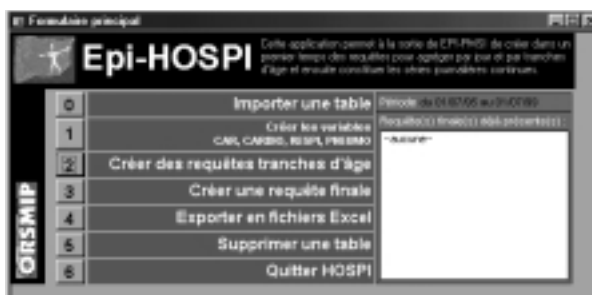 Formulaire principal
Epi-HOSPI
Cette application permet à la sortie de EPI-PMSI de créer dans un
premier temps des requêtes pour agréger par jour et par tranches
d'âge et ensuite constituer les séries journalières continues.
0 Importer une table
1 Créer les variables
CAR, CARDIO, RESPI, PNEUMO
2 Créer des requêtes tranches d'âge
3 Créer une requête finale
4 Exporter en fichiers Excel
5 Supprimer une table
6 Quitter HOSPI
Période du 01/07/95 au
Requête(s) finale(s) déjà présente(s) :
ORSMIP